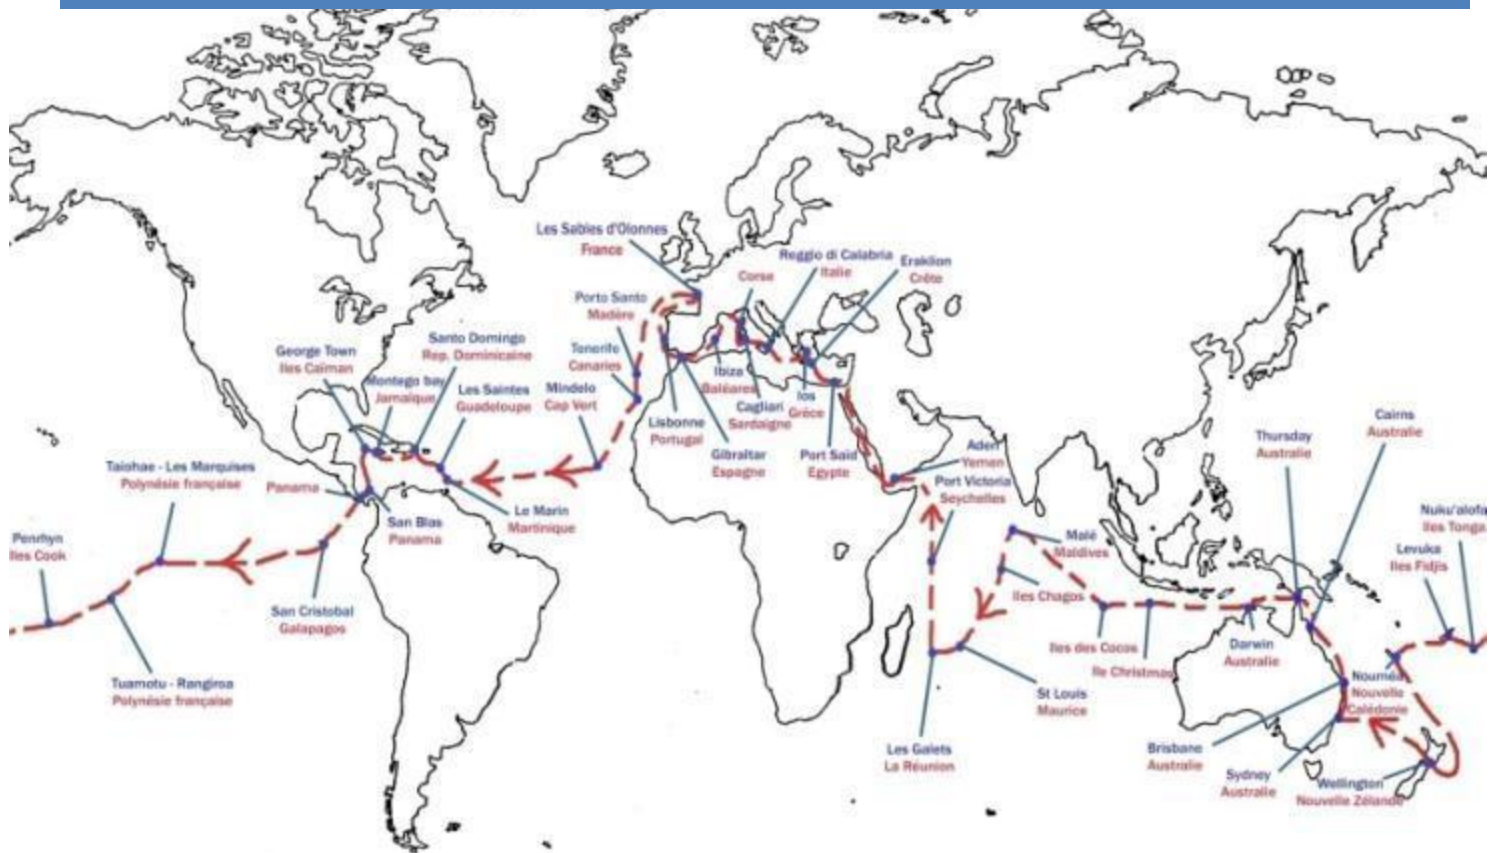 Les Sables d'Olonnes
France
Reggio di Calabria
Italie
Eraklion
Crête
Corse
Porto Santo
Madère
Santo Domingo
Rep. Dominicaine
George Town
Iles Caïman
Tenerife
Canaries
Montego bay
Jamaïque
Les Saintes
Guadeloupe
Mindelo
Cap Vert
Ibiza
Baléares
Ios
Grèce
Cagliari
Sardaigne
Lisbonne
Portugal
Gibraltar
Espagne
Port Saïd
Egypte
Aden
Yemen
Port Victoria
Seychelles
Thursday
Australie
Cairns
Australie
Taiohae - Les Marquises
Polynésie française
Panama
San Blas
Panama
Le Marin
Martinique
Nuku'alofa
Iles Tonga
Levuka
Iles Fidjis
Penrhyn
Iles Cook
Malé
Maldives
Iles Chagos
San Cristobal
Galapagos
Iles des Cocos
Ile Christmas
Darwin
Australie
Tuamotu - Rangiroa
Polynésie française
St Louis
Maurice
Nouméa
Nouvelle
Calédonie
Les Galets
La Réunion
Brisbane
Australie
Sydney
Australie
Wellington
Nouvelle Zélande